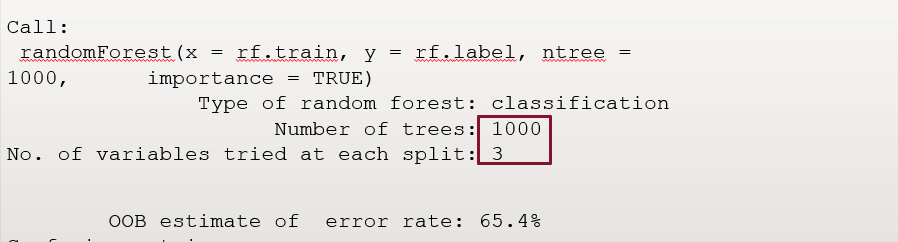 Call:
randomForest(x = rf.train, y = rf.label, ntree =
1000, importance = TRUE)
Type of random forest: classification
Number of trees: 1000
No. of variables tried at each split: 3
OOB estimate of error rate: 65.4%